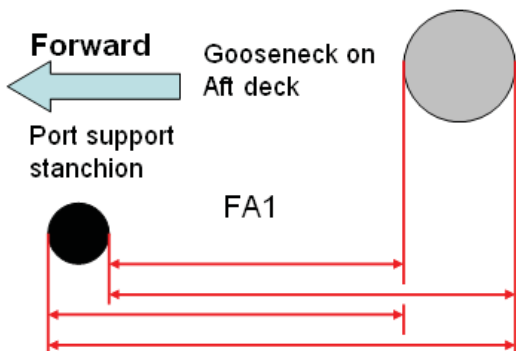 Forward
Gooseneck on
Aft deck
Port support
stanchion
FA1